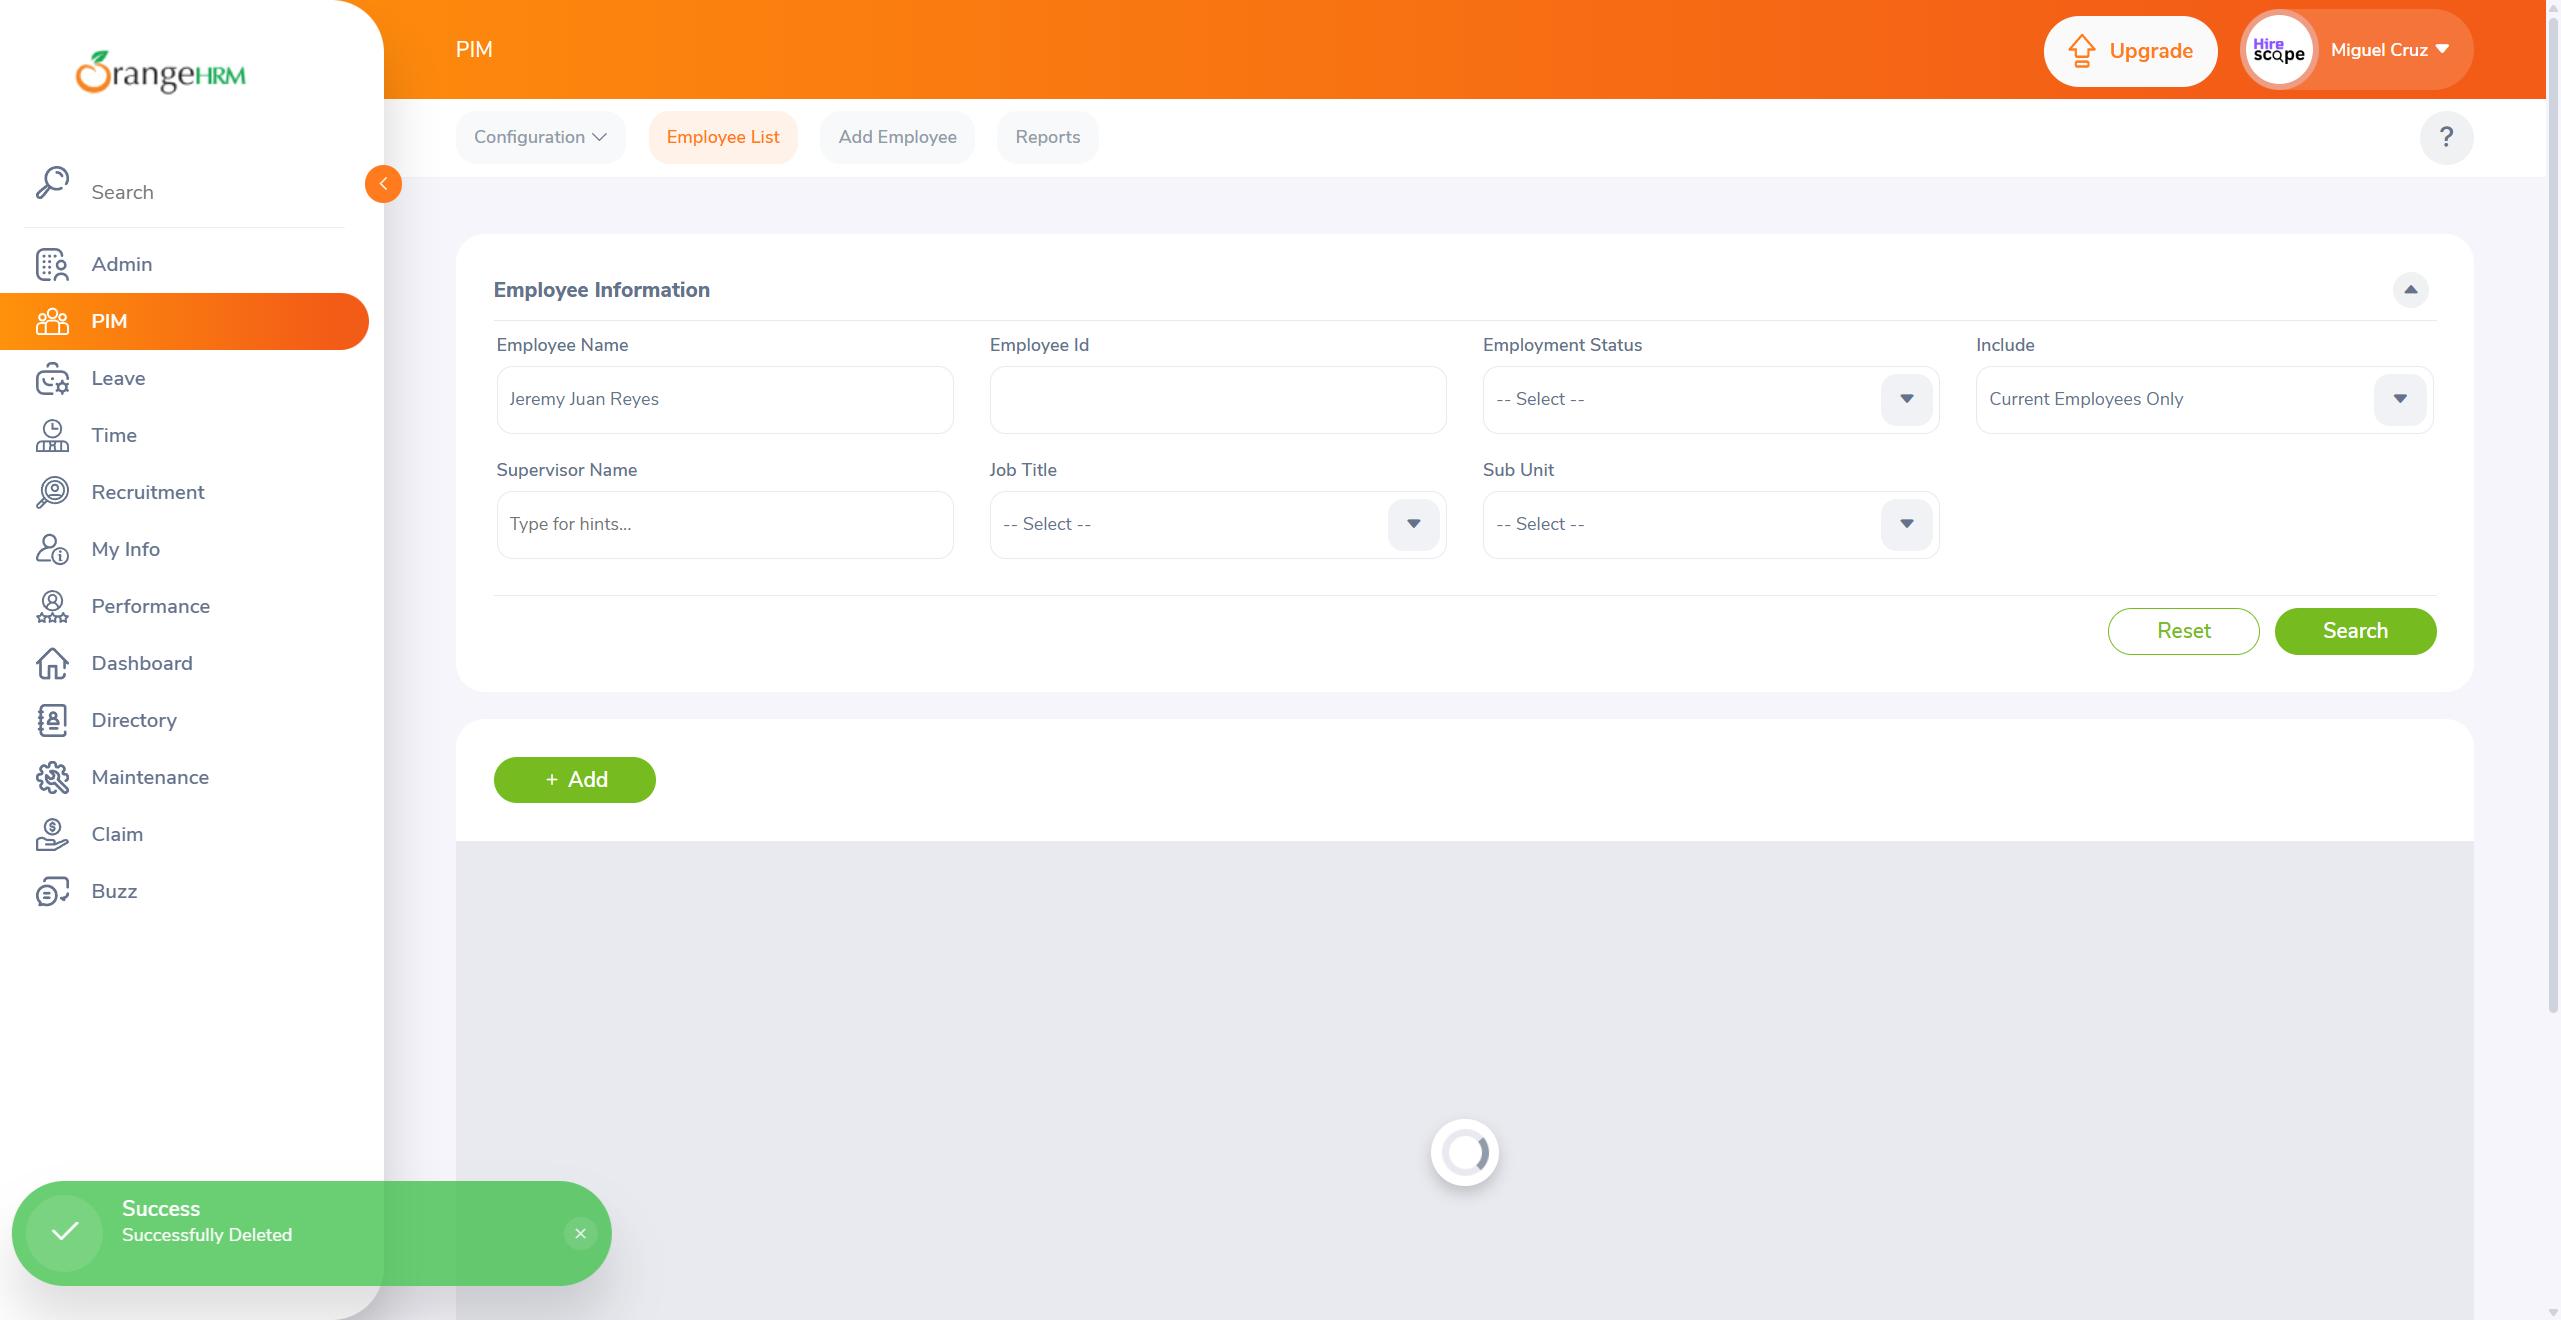 OrangeHRM
PIM
Upgrade
Hire
scope
Miguel Cruz
Configuration
Employee List
Add Employee
Reports
?
Search
Admin
PIM
Leave
Time
Recruitment
My Info
Performance
Dashboard
Directory
Maintenance
Claim
Buzz
Employee Information
Employee Name
Employee Id
Employment Status
Include
Jeremy Juan Reyes
-- Select --
Current Employees Only
Supervisor Name
Job Title
Sub Unit
Type for hints...
-- Select --
-- Select --
Reset
Search
+ Add
Success
Successfully Deleted